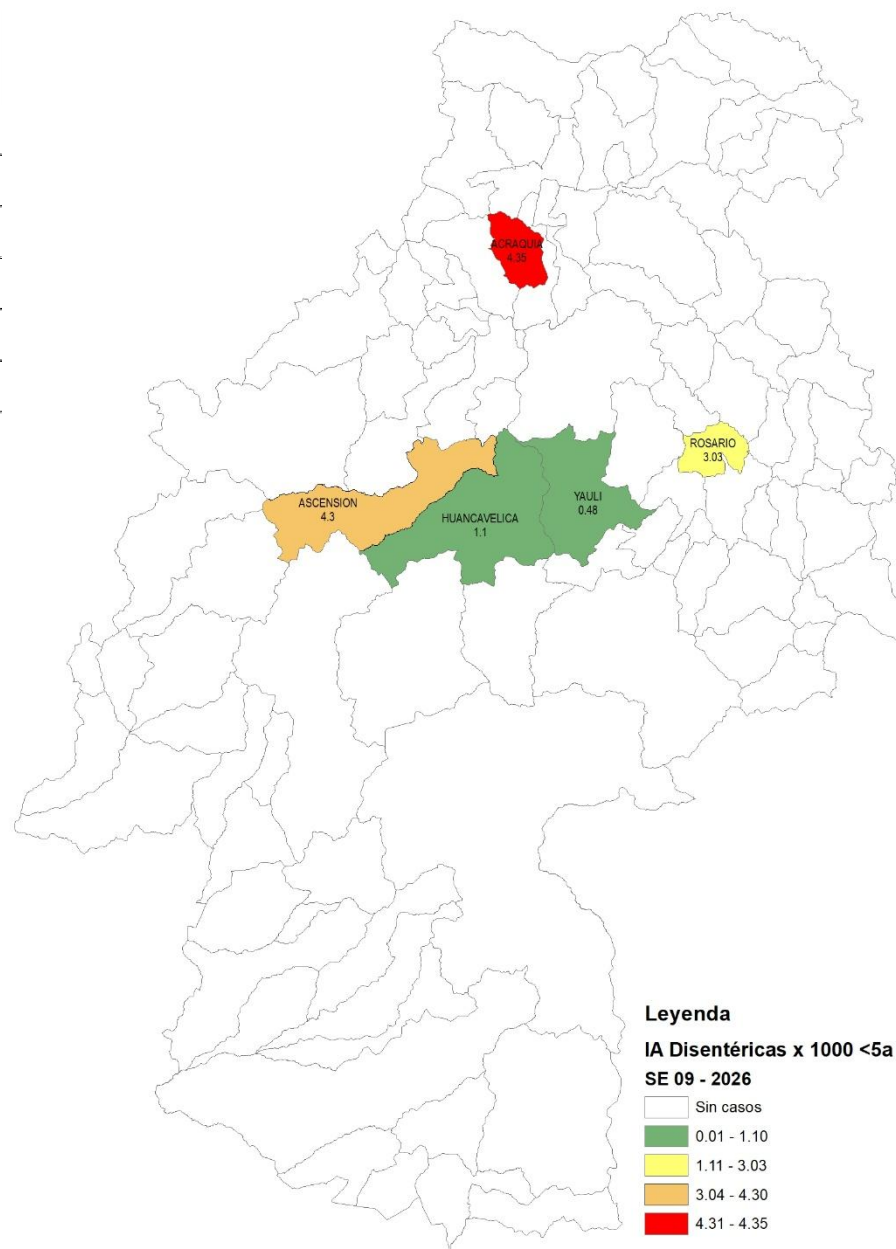 ACRAQUIA
4.35
ROSARIO
3.03
ASCENSION
4.3
HUANCAVELICA
1.1
YAULI
0.48
Leyenda
IA Disentéricas x 1000 <5a
SE 09 - 2026
Sin casos
0.01 - 1.10
1.11 - 3.03
3.04 - 4.30
4.31 - 4.35